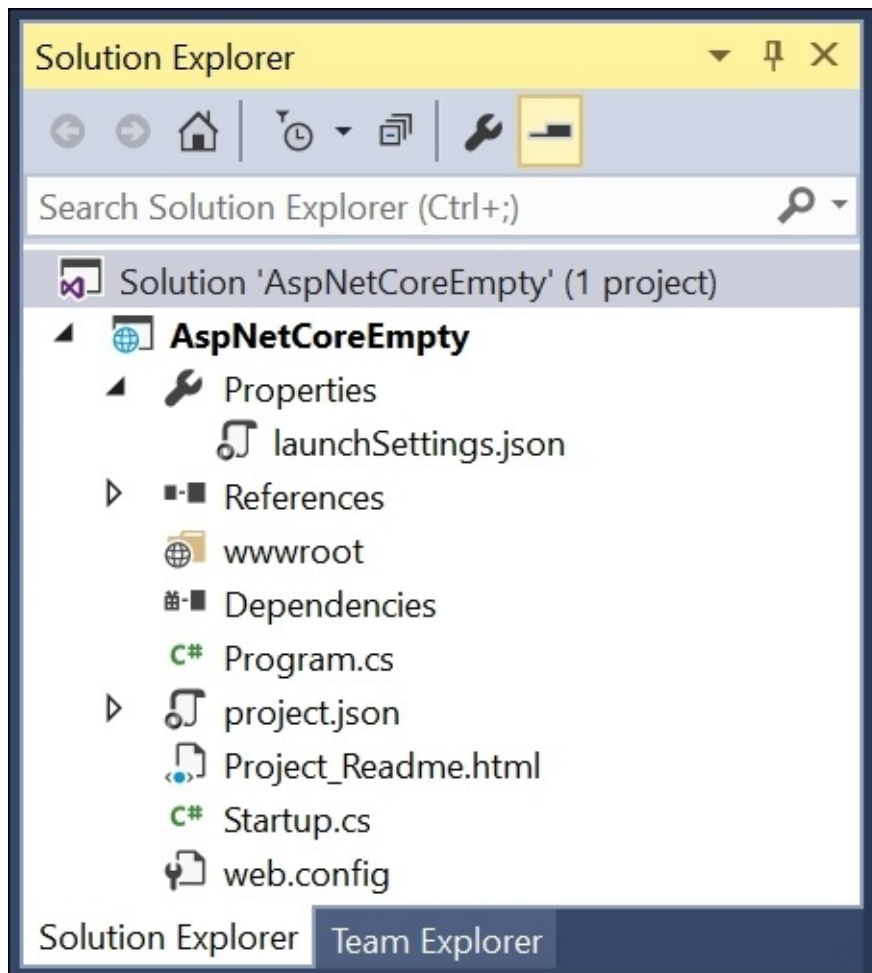 Solution Explorer
Search Solution Explorer (Ctrl+;)
Solution 'AspNetCoreEmpty' (1 project)
AspNetCoreEmpty
Properties
launchSettings.json
References
wwwroot
Dependencies
C# Program.cs
project.json
Project_Readme.html
C# Startup.cs
web.config
Solution Explorer Team Explorer